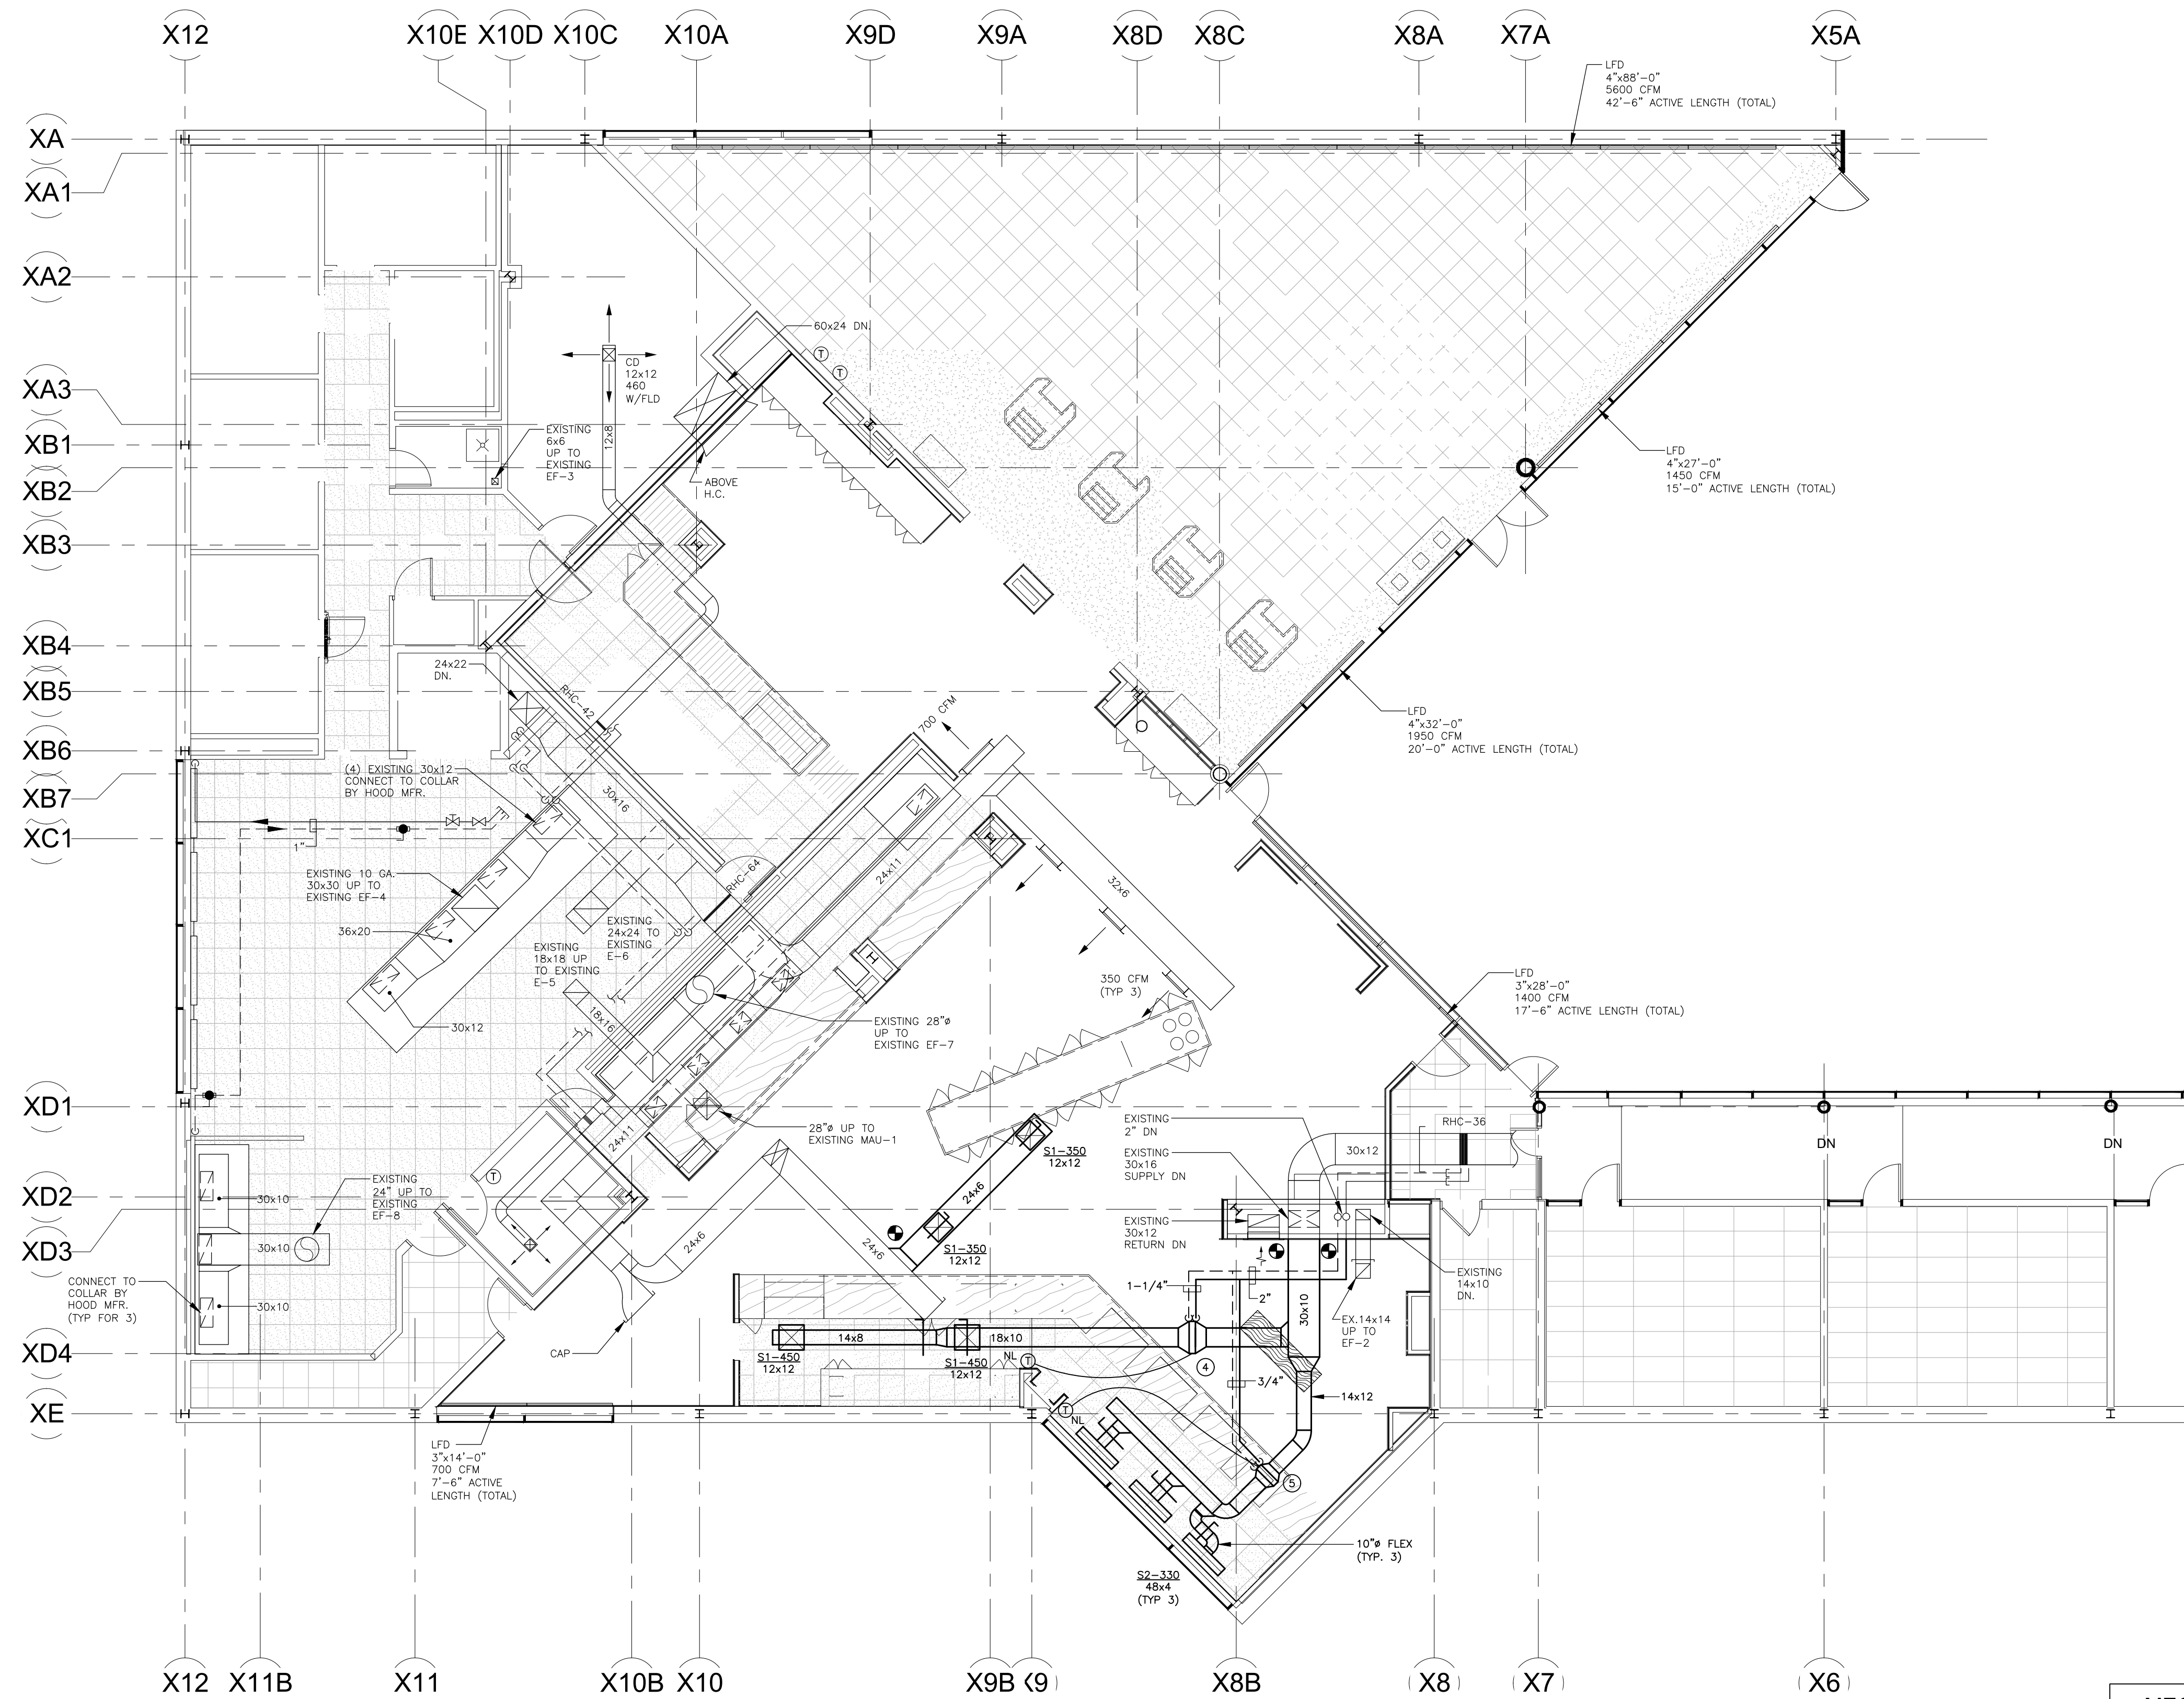 X12
X10E
X10D
X10C
X10A
X9D
X9A
X8D
X8C
X8A
X7A
X5A
LFD
4"x88'-0"
5600 CFM
42'-6" ACTIVE LENGTH (TOTAL)
XA
XA1
XA2
XA3
XB1
XB2
XB3
XB4
XB5
XB6
XB7
XC1
XD1
XD2
XD3
XD4
XE
60x24 DN.
T
T
CD
12x12
460
W/FLD
12x8
EXISTING
6x6
UP TO
EXISTING
EF-3
ABOVE
H.C.
LFD
4"x27'-0"
1450 CFM
15'-0" ACTIVE LENGTH (TOTAL)
24x22
DN.
RHC-42
700 CFM
LFD
4"x32'-0"
1950 CFM
20'-0" ACTIVE LENGTH (TOTAL)
(4) EXISTING 30x12
CONNECT TO COLLAR
BY HOOD MFR.
30x16
1"
EXISTING 10 GA.
30x30 UP TO
EXISTING EF-4
RHC-64
24x11
32x6
36x20
EXISTING
24x24 TO
EXISTING
E-6
EXISTING
18x18 UP
TO EXISTING
E-5
350 CFM
(TYP 3)
LFD
3"x28'-0"
1400 CFM
17'-6" ACTIVE LENGTH (TOTAL)
18x16
30x12
EXISTING 28"ø
UP TO
EXISTING EF-7
28"ø UP TO
EXISTING MAU-1
24x11
EXISTING
2" DN
EXISTING
30x16
SUPPLY DN
RHC-36
30x12
DN
DN
S1-350
12x12
24x6
T
EXISTING
24" UP TO
EXISTING
EF-8
30x10
30x10
30x10
CONNECT TO
COLLAR BY
HOOD MFR.
(TYP FOR 3)
24x6
24x6
S1-350
12x12
EXISTING
30x12
RETURN DN
EXISTING
14x10
DN.
1-1/4"
2"
30x10
EX.14x14
UP TO
EF-2
CAP
14x8
18x10
S1-450
12x12
S1-450
12x12
NL
T
4
3/4"
14x12
T
NL
5
LFD
3"x14'-0"
700 CFM
7'-6" ACTIVE
LENGTH (TOTAL)
10"ø FLEX
(TYP. 3)
S2-330
48x4
(TYP 3)
X12
X11B
X11
X10B
X10
X9B
X8B
X8
X7
X6